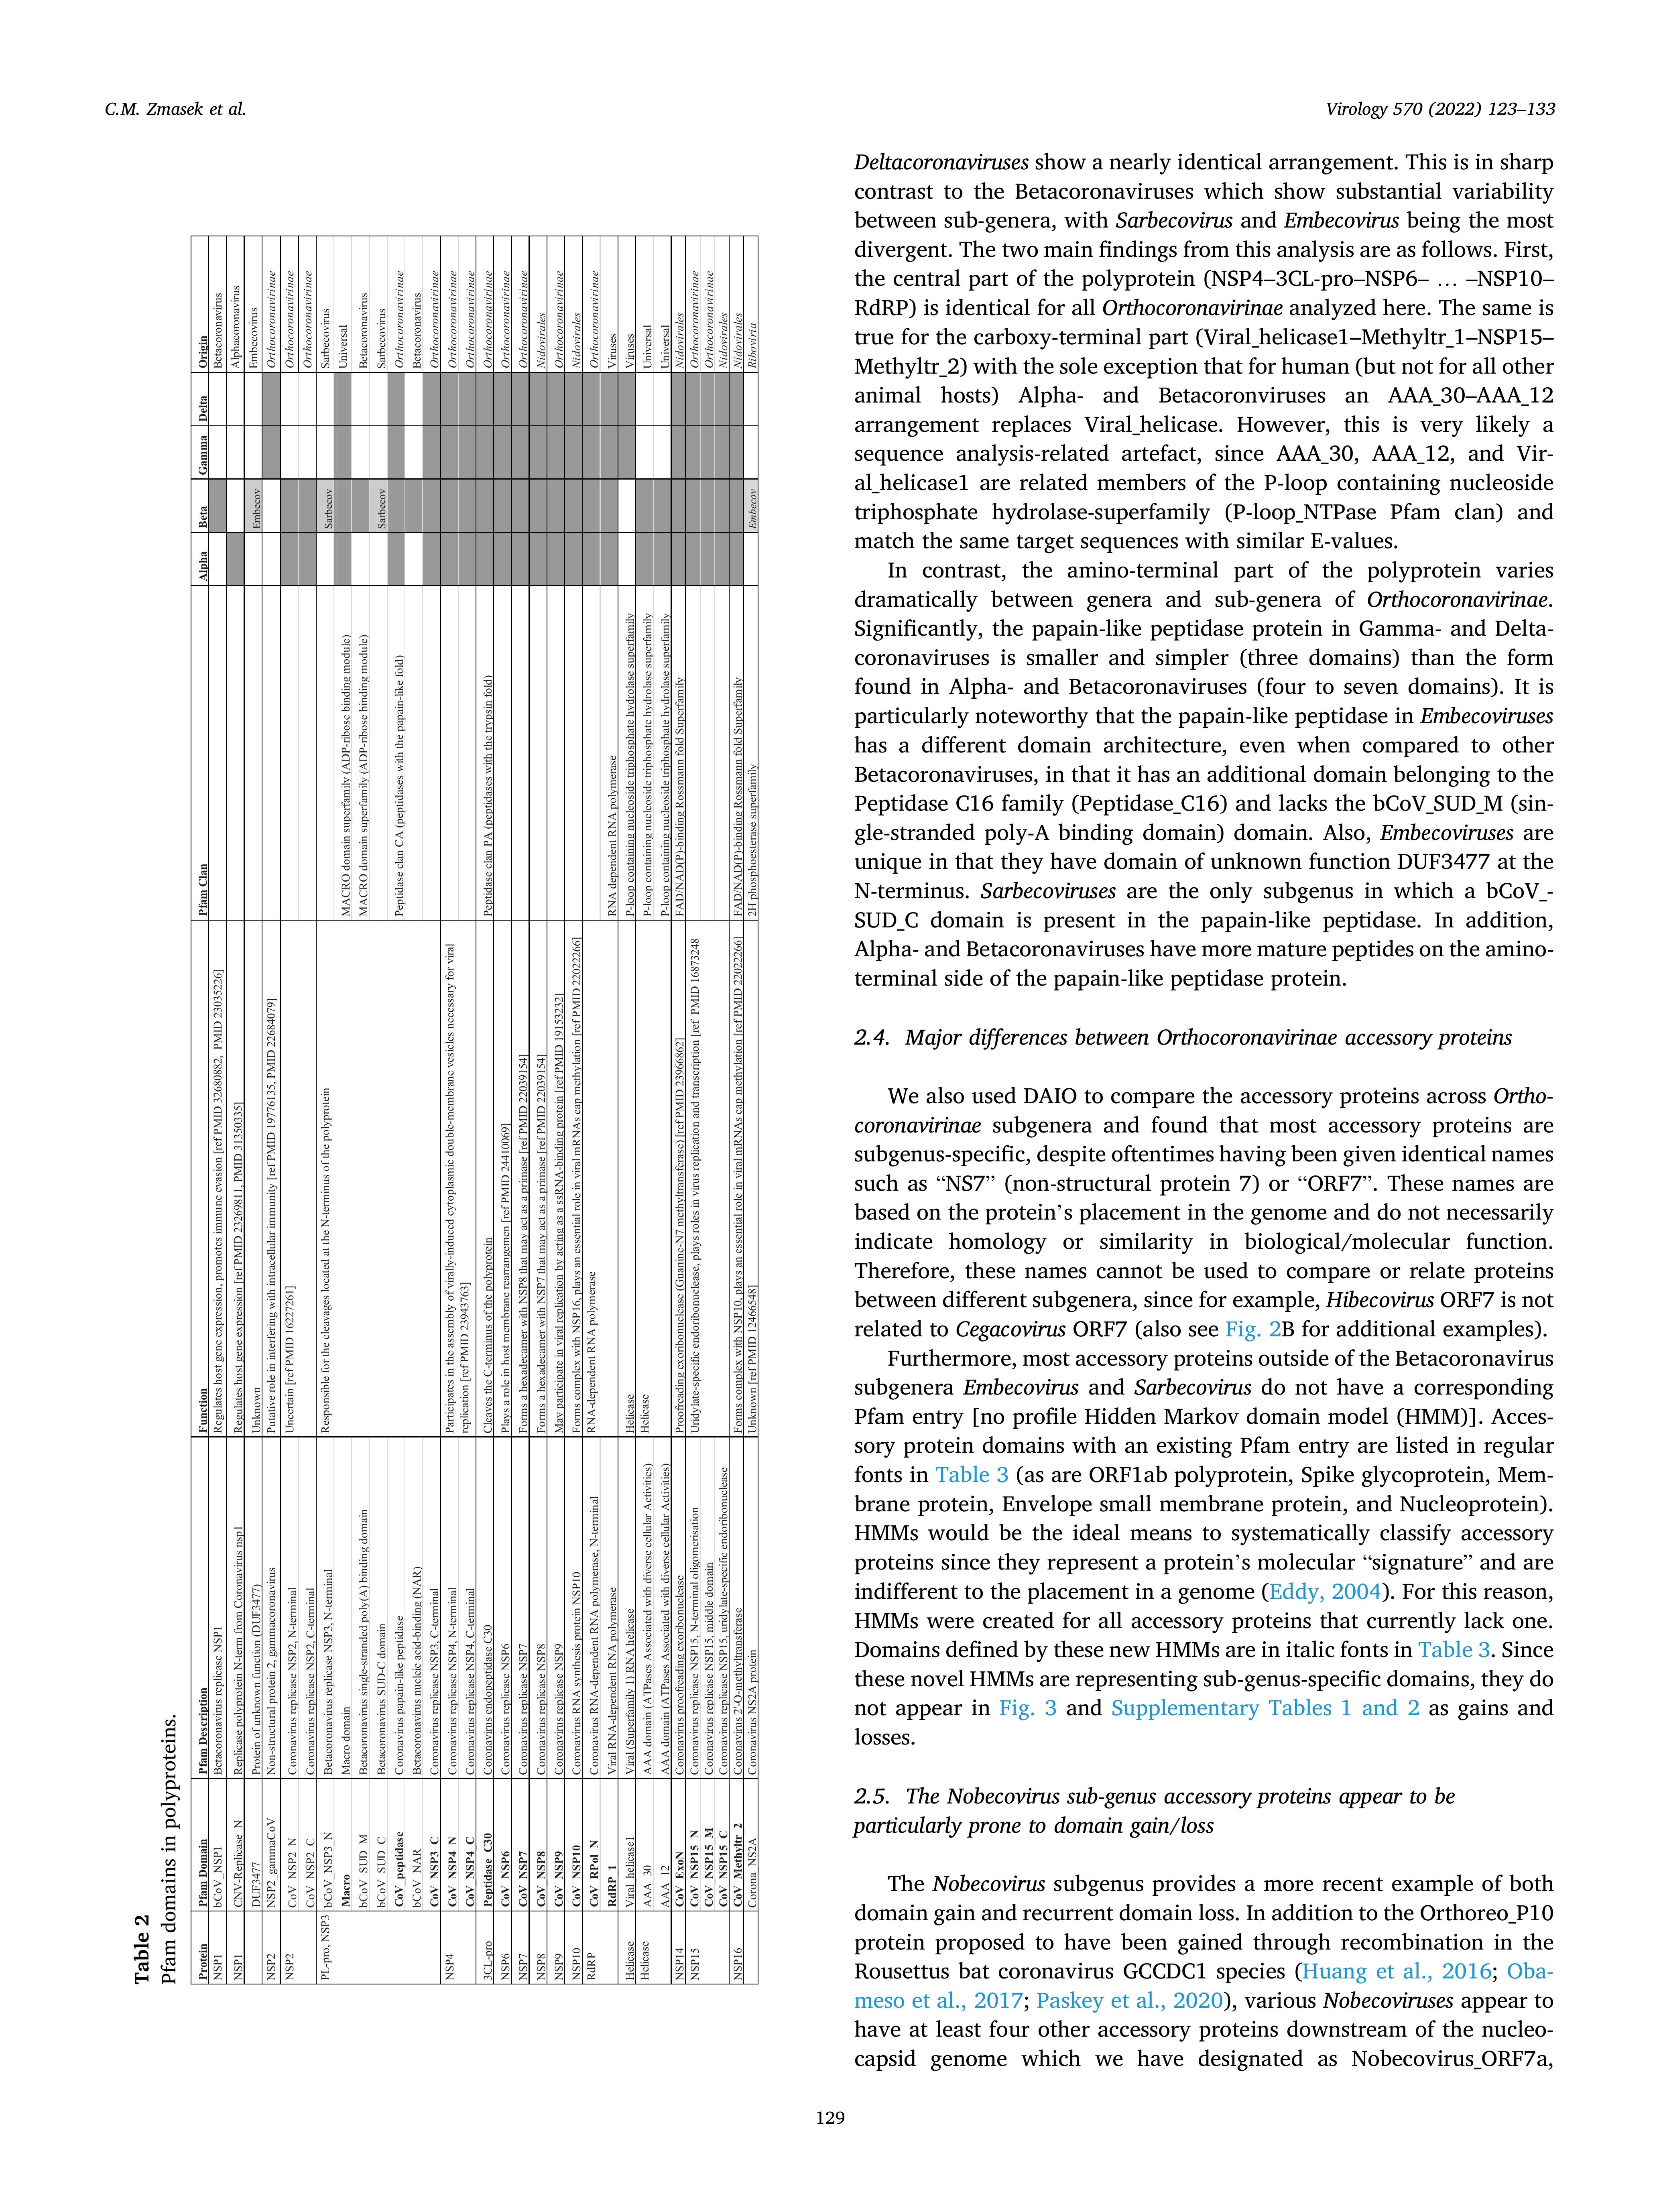 C.M. Zmasek et al.
Virology 570 (2022) 123–133
Table 2
Pfam domains in polyproteins.
Protein Pfam Domain Pfam Description Function Pfam Clan Alpha Beta Gamma Delta Origin
NSP1 bCoV_NSP1 Betacoronavirus replicase NSP1 Regulates host gene expression, promotes immune evasion [ref PMID 32680882, PMID 23035226] Betacoronavirus
NSP1 CNV-Replicase_N Replicase polyprotein N-term from Coronavirus nsp1 Regulates host gene expression [ref PMID 23269811, PMID 31350335] Alphacoronavirus
DUF3477 Protein of unknown function (DUF3477) Unknown Embecov Embecovirus
NSP2 NSP2_gammaCoV Non-structural protein 2, gammacoronavirus Putative role in interfering with intracellular immunity [ref PMID 19776135, PMID 22684079] Orthocoronavirinae
NSP2 CoV_NSP2_N Coronavirus replicase NSP2, N-terminal Uncertain [ref PMID 16227261] Orthocoronavirinae
CoV_NSP2_C Coronavirus replicase NSP2, C-terminal Orthocoronavirinae
PL-pro, NSP3 bCoV_NSP3_N Betacoronavirus replicase NSP3, N-terminal Responsible for the cleavages located at the N-terminus of the polyprotein Sarbecov Sarbecovirus
Macro Macro domain MACRO domain superfamily (ADP-ribose binding module) Universal
bCoV_SUD_M Betacoronavirus single-stranded poly(A) binding domain MACRO domain superfamily (ADP-ribose binding module) Betacoronavirus
bCoV_SUD_C Betacoronavirus SUD-C domain Sarbecov Sarbecovirus
CoV_peptidase Coronavirus papain-like peptidase Peptidase clan CA (peptidases with the papain-like fold) Orthocoronavirinae
bCoV_NAR Betacoronavirus nucleic acid-binding (NAR) Betacoronavirus
CoV_NSP3_C Coronavirus replicase NSP3, C-terminal Orthocoronavirinae
NSP4 CoV_NSP4_N Coronavirus replicase NSP4, N-terminal Participates in the assembly of virally-induced cytoplasmic double-membrane vesicles necessary for viral Orthocoronavirinae
CoV_NSP4_C Coronavirus replicase NSP4, C-terminal replication [ref PMID 23943763] Orthocoronavirinae
3CL-pro Peptidase_C30 Coronavirus endopeptidase C30 Cleaves the C-terminus of the polyprotein Peptidase clan PA (peptidases with the trypsin fold) Orthocoronavirinae
NSP6 CoV_NSP6 Coronavirus replicase NSP6 Plays a role in host membrane rearrangemen [ref PMID 24410069] Orthocoronavirinae
NSP7 CoV_NSP7 Coronavirus replicase NSP7 Forms a hexadecamer with NSP8 that may act as a primase [ref PMID 22039154] Orthocoronavirinae
NSP8 CoV_NSP8 Coronavirus replicase NSP8 Forms a hexadecamer with NSP7 that may act as a primase [ref PMID 22039154] Nidovirales
NSP9 CoV_NSP9 Coronavirus replicase NSP9 May participate in viral replication by acting as a ssRNA-binding protein [ref PMID 19153232] Orthocoronavirinae
NSP10 CoV_NSP10 Coronavirus RNA synthesis protein NSP10 Forms complex with NSP16, plays an essential role in viral mRNAs cap methylation [ref PMID 22022266] Nidovirales
RdRP CoV_RPol_N Coronavirus RNA-dependent RNA polymerase, N-terminal RNA-dependent RNA polymerase Orthocoronavirinae
RdRP_1 Viral RNA-dependent RNA polymerase RNA dependent RNA polymerase Viruses
Helicase Viral_helicase1 Viral (Superfamily 1) RNA helicase Helicase P-loop containing nucleoside triphosphate hydrolase superfamily Viruses
Helicase AAA_30 AAA domain (ATPases Associated with diverse cellular Activities) Helicase P-loop containing nucleoside triphosphate hydrolase superfamily Universal
AAA_12 AAA domain (ATPases Associated with diverse cellular Activities) P-loop containing nucleoside triphosphate hydrolase superfamily Universal
NSP14 CoV_ExoN Coronavirus proofreading exoribonuclease Proofreading exoribonuclease (Guanine-N7 methyltransferase) [ref PMID 23966862] FAD/NAD(P)-binding Rossmann fold Superfamily Nidovirales
NSP15 CoV_NSP15_N Coronavirus replicase NSP15, N-terminal oligomerisation Uridylate-specific endoribonuclease, plays roles in virus replication and transcription [ref PMID 16873248 Orthocoronavirinae
CoV_NSP15_M Coronavirus replicase NSP15, middle domain Orthocoronavirinae
CoV_NSP15_C Coronavirus replicase NSP15, uridylate-specific endoribonuclease Nidovirales
NSP16 CoV_Methyltr_2 Coronavirus 2'-O-methyltransferase Forms complex with NSP10, plays an essential role in viral mRNAs cap methylation [ref PMID 22022266] FAD/NAD(P)-binding Rossmann fold Superfamily Nidovirales
Corona_NS2A Coronavirus NS2A protein Unknown [ref PMID 12466548] 2H phosphoesterase superfamily Embecov Riboviria
Deltacoronaviruses show a nearly identical arrangement. This is in sharp
contrast to the Betacoronaviruses which show substantial variability
between sub-genera, with Sarbecovirus and Embecovirus being the most
divergent. The two main findings from this analysis are as follows. First,
the central part of the polyprotein (NSP4–3CL-pro–NSP6– … –NSP10–
RdRP) is identical for all Orthocoronavirinae analyzed here. The same is
true for the carboxy-terminal part (Viral_helicase1–Methyltr_1–NSP15–
Methyltr_2) with the sole exception that for human (but not for all other
animal hosts) Alpha- and Betacoronviruses an AAA_30–AAA_12
arrangement replaces Viral_helicase. However, this is very likely a
sequence analysis-related artefact, since AAA_30, AAA_12, and Vir-
al_helicase1 are related members of the P-loop containing nucleoside
triphosphate hydrolase-superfamily (P-loop_NTPase Pfam clan) and
match the same target sequences with similar E-values.
In contrast, the amino-terminal part of the polyprotein varies
dramatically between genera and sub-genera of Orthocoronavirinae.
Significantly, the papain-like peptidase protein in Gamma- and Delta-
coronaviruses is smaller and simpler (three domains) than the form
found in Alpha- and Betacoronaviruses (four to seven domains). It is
particularly noteworthy that the papain-like peptidase in Embecoviruses
has a different domain architecture, even when compared to other
Betacoronaviruses, in that it has an additional domain belonging to the
Peptidase C16 family (Peptidase_C16) and lacks the bCoV_SUD_M (sin-
gle-stranded poly-A binding domain) domain. Also, Embecoviruses are
unique in that they have domain of unknown function DUF3477 at the
N-terminus. Sarbecoviruses are the only subgenus in which a bCoV_-
SUD_C domain is present in the papain-like peptidase. In addition,
Alpha- and Betacoronaviruses have more mature peptides on the amino-
terminal side of the papain-like peptidase protein.
2.4. Major differences between Orthocoronavirinae accessory proteins
We also used DAIO to compare the accessory proteins across Ortho-
coronavirinae subgenera and found that most accessory proteins are
subgenus-specific, despite oftentimes having been given identical names
such as “NS7” (non-structural protein 7) or “ORF7”. These names are
based on the protein’s placement in the genome and do not necessarily
indicate homology or similarity in biological/molecular function.
Therefore, these names cannot be used to compare or relate proteins
between different subgenera, since for example, Hibecovirus ORF7 is not
related to Cegacovirus ORF7 (also see Fig. 2B for additional examples).
Furthermore, most accessory proteins outside of the Betacoronavirus
subgenera Embecovirus and Sarbecovirus do not have a corresponding
Pfam entry [no profile Hidden Markov domain model (HMM)]. Acces-
sory protein domains with an existing Pfam entry are listed in regular
fonts in Table 3 (as are ORF1ab polyprotein, Spike glycoprotein, Mem-
brane protein, Envelope small membrane protein, and Nucleoprotein).
HMMs would be the ideal means to systematically classify accessory
proteins since they represent a protein’s molecular “signature” and are
indifferent to the placement in a genome (Eddy, 2004). For this reason,
HMMs were created for all accessory proteins that currently lack one.
Domains defined by these new HMMs are in italic fonts in Table 3. Since
these novel HMMs are representing sub-genus-specific domains, they do
not appear in Fig. 3 and Supplementary Tables 1 and 2 as gains and
losses.
2.5. The Nobecovirus sub-genus accessory proteins appear to be
particularly prone to domain gain/loss
The Nobecovirus subgenus provides a more recent example of both
domain gain and recurrent domain loss. In addition to the Orthoreo_P10
protein proposed to have been gained through recombination in the
Rousettus bat coronavirus GCCDC1 species (Huang et al., 2016; Oba-
meso et al., 2017; Paskey et al., 2020), various Nobecoviruses appear to
have at least four other accessory proteins downstream of the nucleo-
capsid genome which we have designated as Nobecovirus_ORF7a,
129